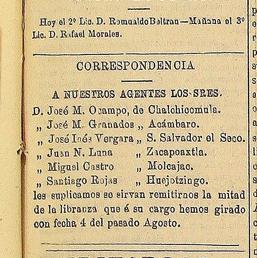 Hoy el 2º Lic. D. Romualdo Beltran—Mañana el 3º
Lic. D. Rafael Morales.
CORRESPONDENCIA
A NUESTROS AGENTES LOS SRES.
D. José M. Ocampo, de Chalchicomula.
„ José M. Granados „ Acámbaro.
„ José Inés Vergara „ S. Salvador el Seco.
„ Juan N. Luna „ Zacapoaxtla.
„ Miguel Castro „ Molcajac.
„ Santiago Rojas „ Huejotzingo.
les suplicamos se sirvan remitirnos la mitad
de la libranza que á su cargo hemos girado
con fecha 4 del pasado Agosto.